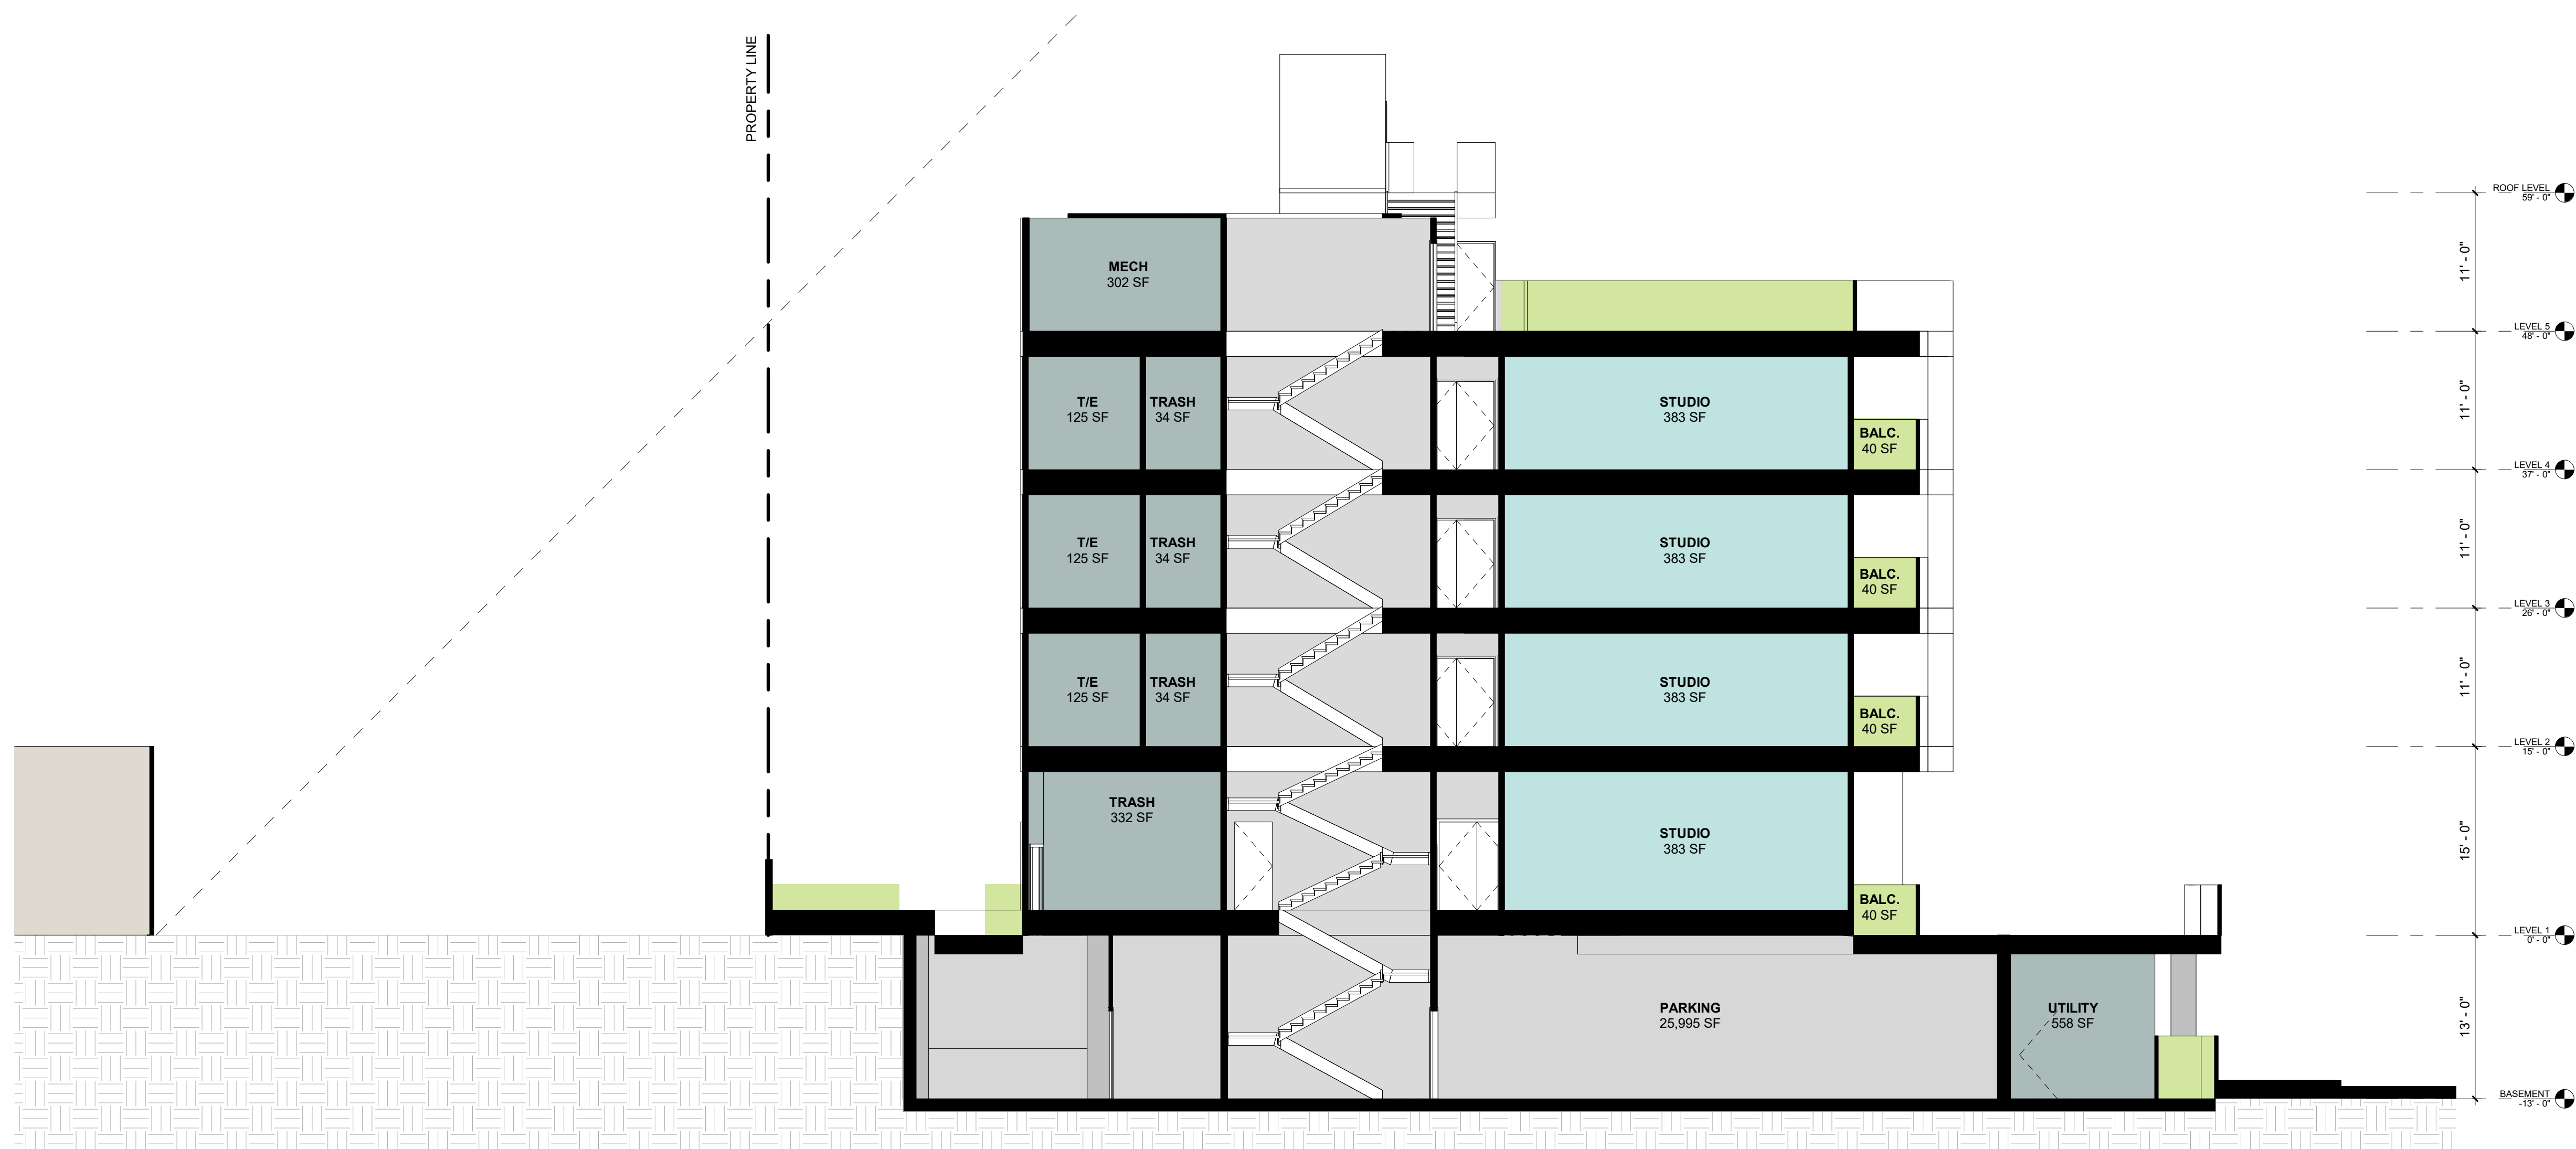 PROPERTY LINE
ROOF LEVEL
59' - 0"
11' - 0"
MECH
302 SF
LEVEL 5
48' - 0"
11' - 0"
T/E
125 SF
TRASH
34 SF
STUDIO
383 SF
BALC.
40 SF
LEVEL 4
37' - 0"
11' - 0"
T/E
125 SF
TRASH
34 SF
STUDIO
383 SF
BALC.
40 SF
LEVEL 3
26' - 0"
11' - 0"
T/E
125 SF
TRASH
34 SF
STUDIO
383 SF
BALC.
40 SF
LEVEL 2
15' - 0"
15' - 0"
TRASH
332 SF
STUDIO
383 SF
BALC.
40 SF
LEVEL 1
0' - 0"
13' - 0"
PARKING
25,995 SF
UTILITY
558 SF
BASEMENT
-13' - 0"